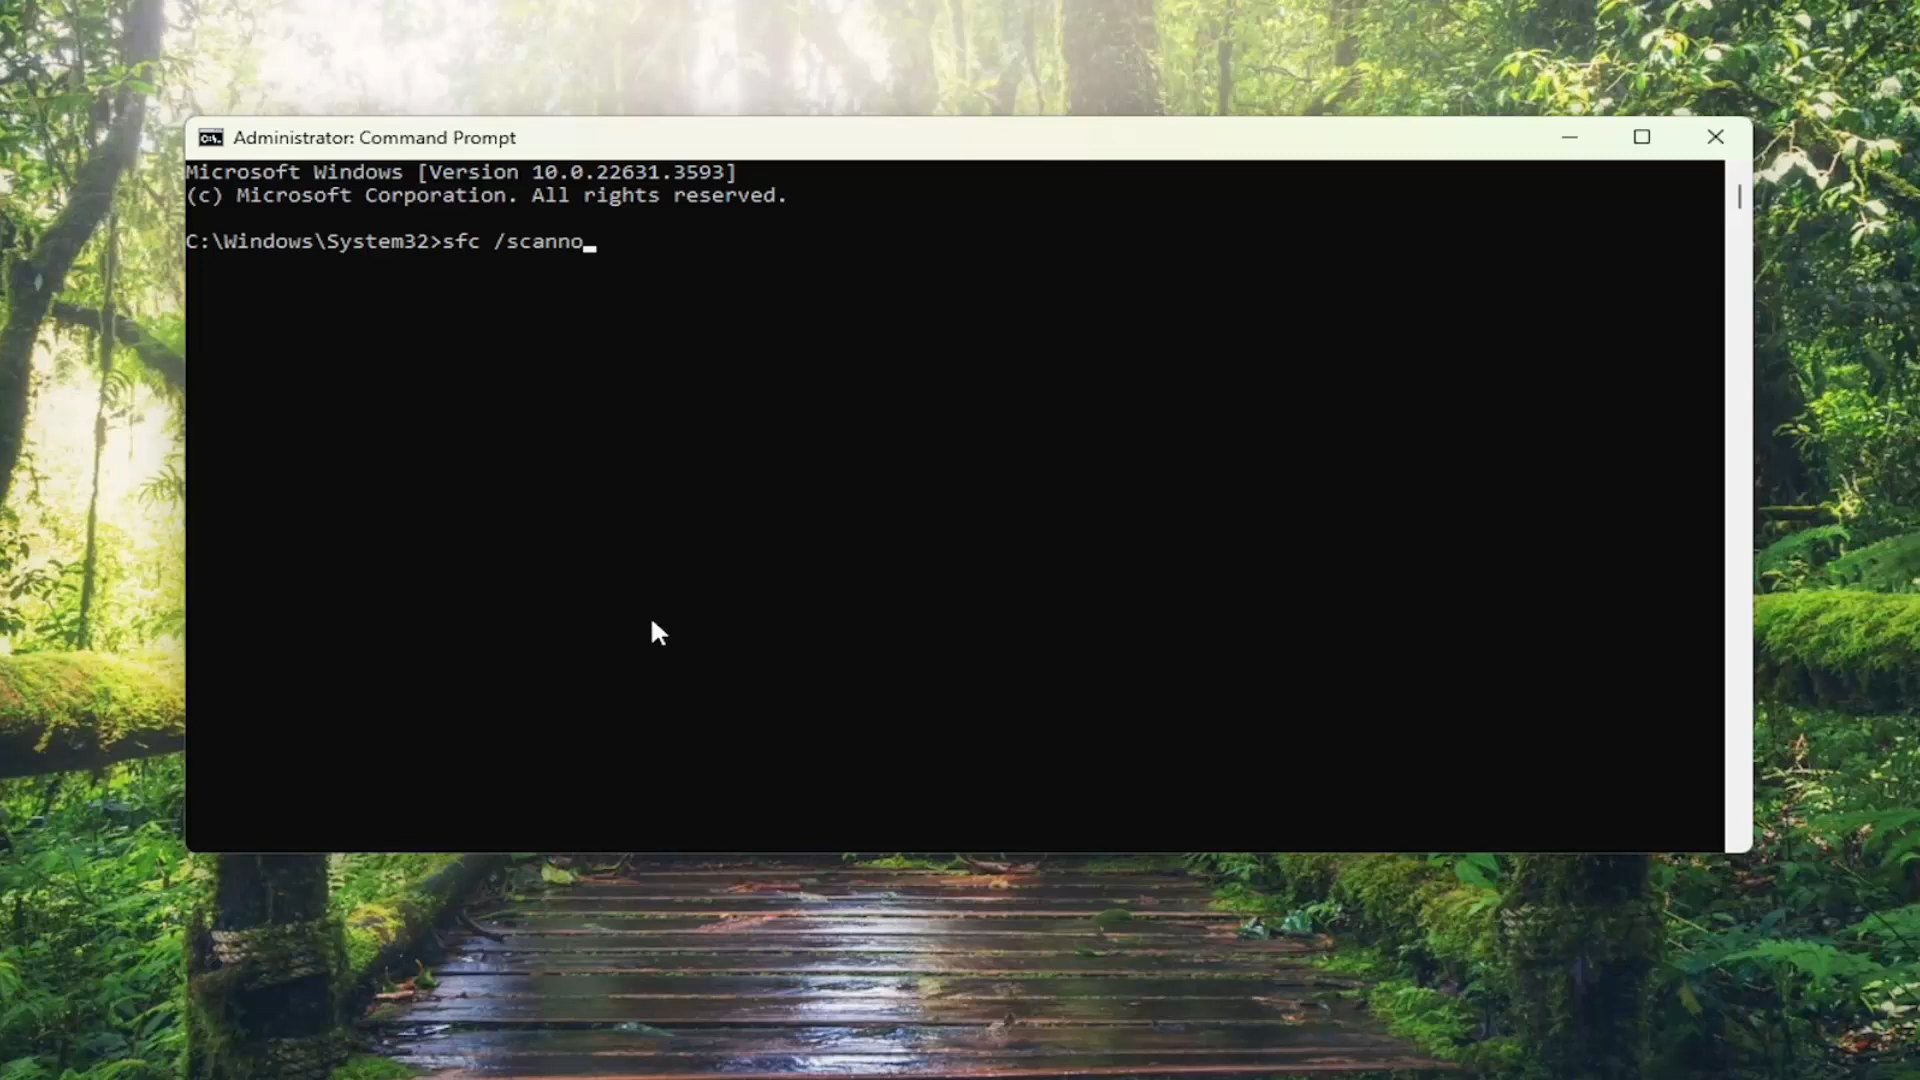 Administrator: Command Prompt
Microsoft Windows [Version 10.0.22631.3593]
(c) Microsoft Corporation. All rights reserved.
C:\Windows\System32>sfc /scanno